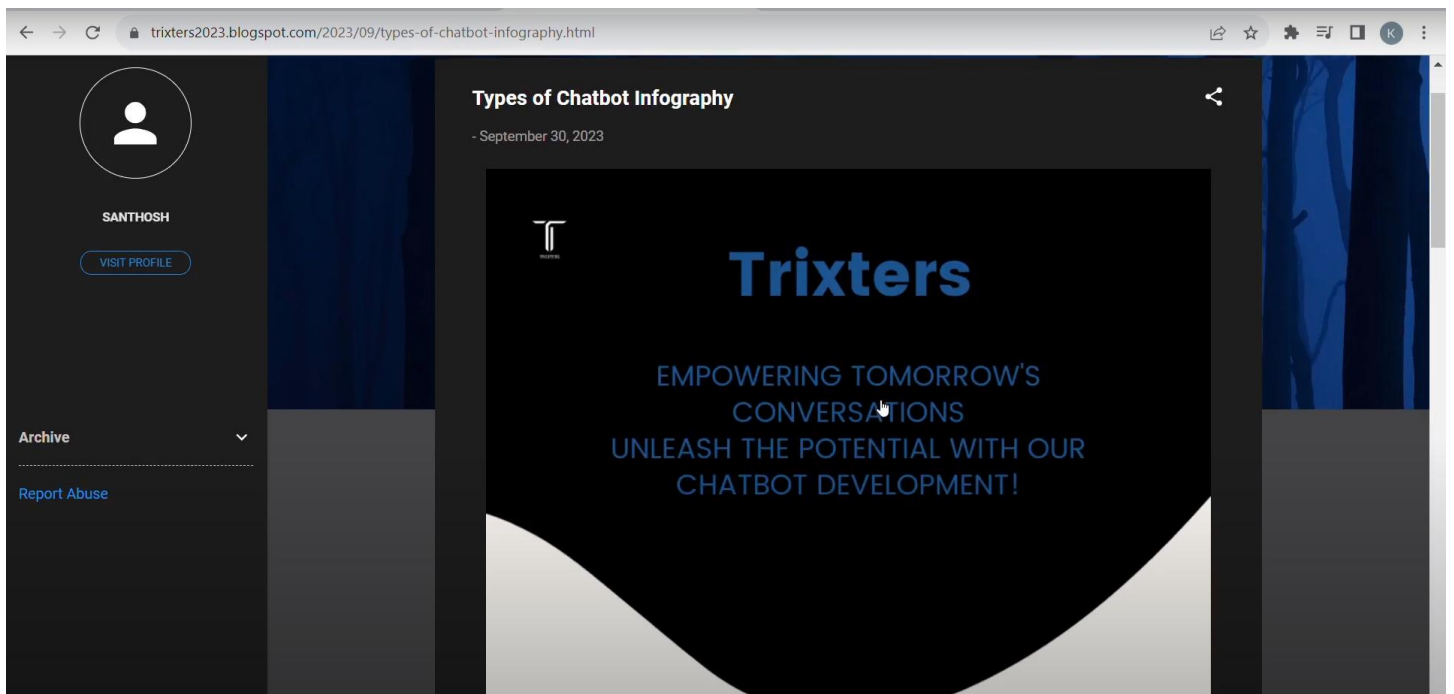 trixters2023.blogspot.com/2023/09/types-of-chatbot-infography.html
K
SANTHOSH
VISIT PROFILE
Archive
Report Abuse
Types of Chatbot Infography
- September 30, 2023
TRIXTERS
Trixters
EMPOWERING TOMORROW'S
CONVERSATIONS
UNLEASH THE POTENTIAL WITH OUR
CHATBOT DEVELOPMENT!